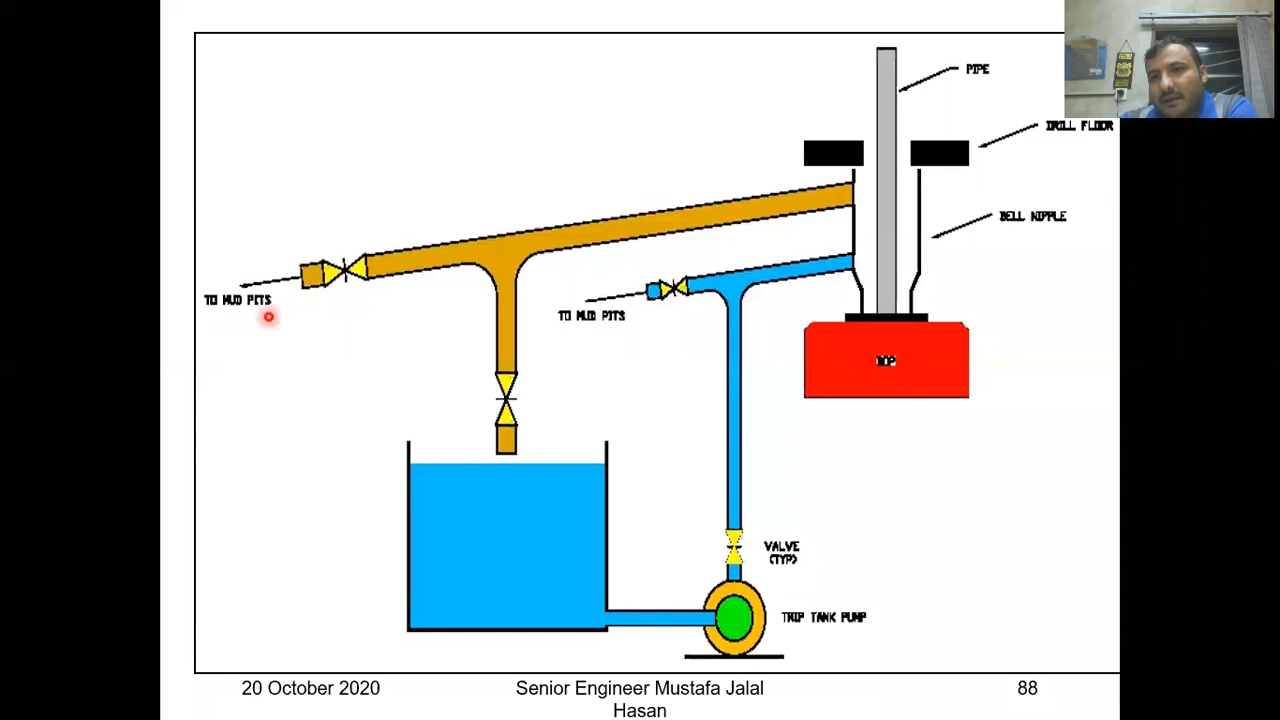 PIPE
DRILL FLOOR
BELL NIPPLE
TO MUD PITS
TO MUD PITS
BOP
VALVE
(TYP)
TRIP TANK PUMP
20 October 2020
Senior Engineer Mustafa Jalal
Hasan
88